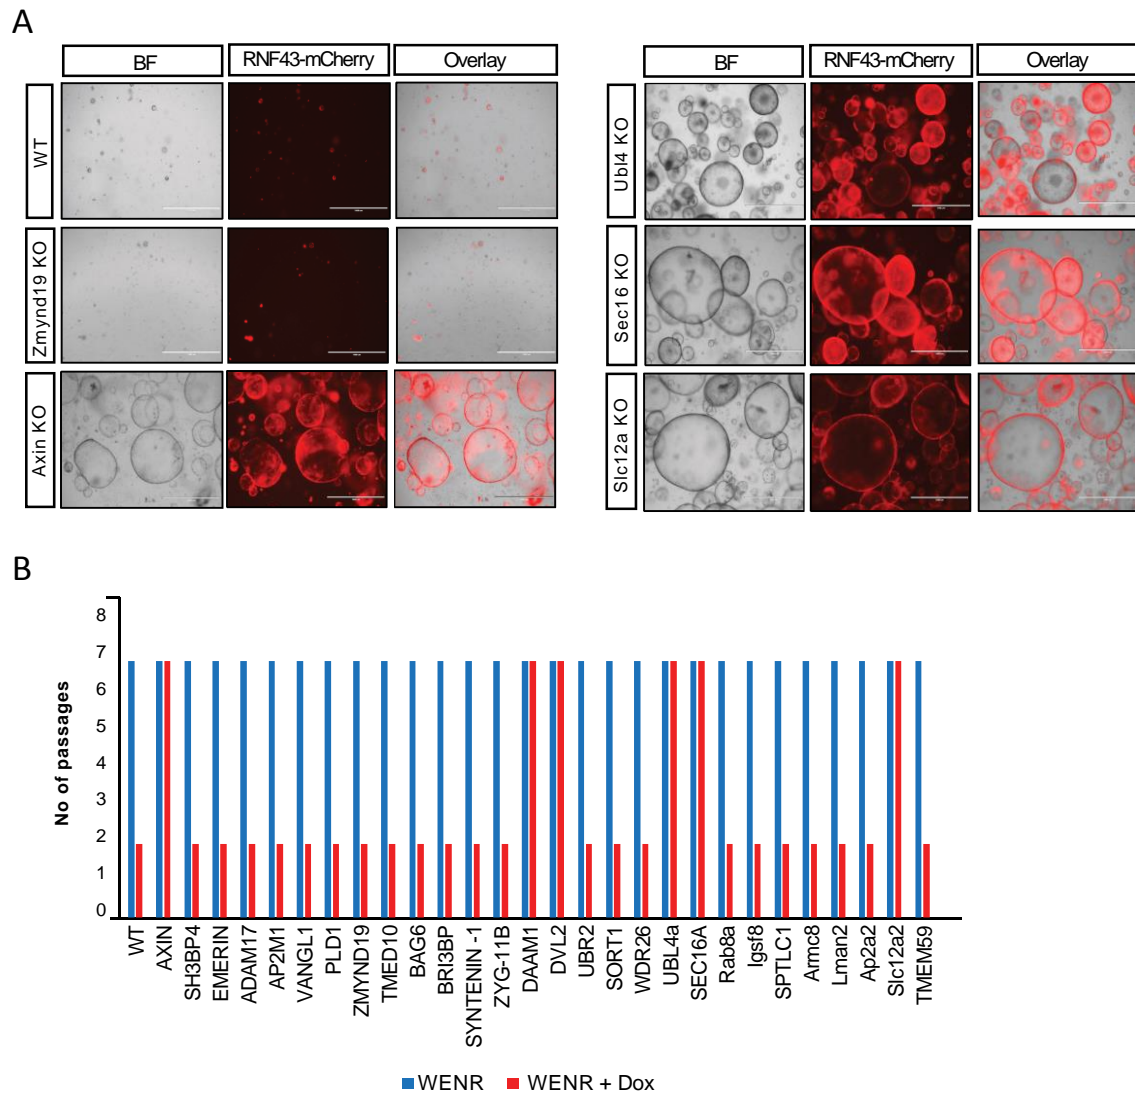 A
BF RNF43-mCherry Overlay
BF RNF43-mCherry Overlay
WT
Zmynd19 KO
Axin KO
Ubl4 KO
Sec16 KO
Slc12a KO
B
No of passages
8
7
6
5
4
3
2
1
0
WT
AXIN
SH3BP4
EMERIN
ADAM17
AP2M1
VANGL1
PLD1
ZMYND19
TMED10
BAG6
BRI3BP
SYNTENIN -1
ZYG-11B
DAAM1
DVL2
UBR2
SORT1
WDR26
UBL4a
SEC16A
Rab8a
Igsf8
SPTLC1
Armc8
Lman2
Ap2a2
Slc12a2
TMEM59
WENR WENR + Dox